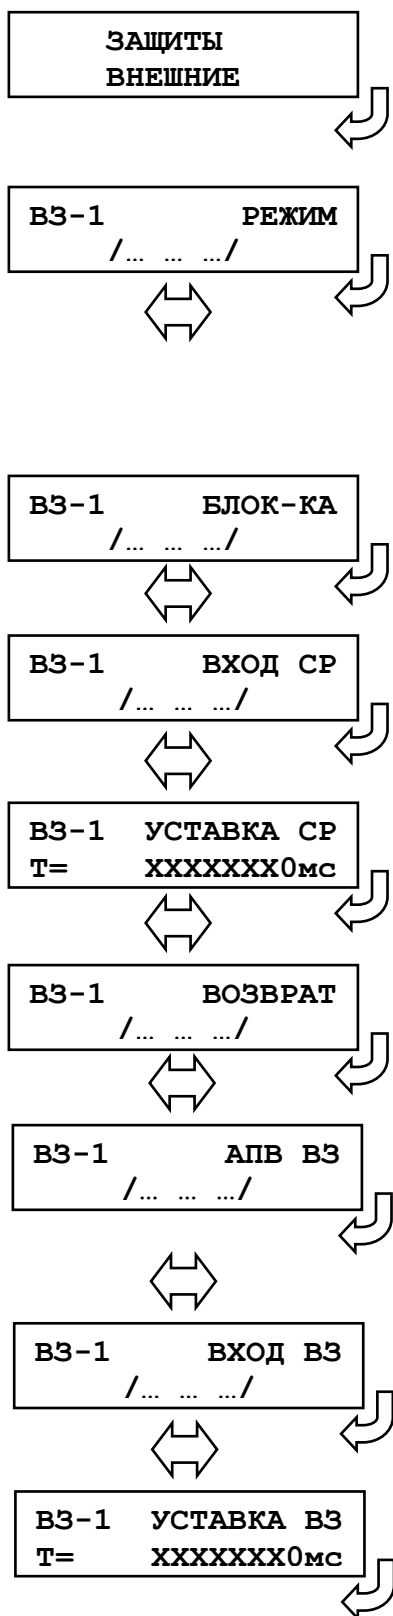 ЗАЩИТЫ
ВНЕШНИЕ
ВЗ-1 РЕЖИМ
/… … …/
ВЗ-1 БЛОК-КА
/… … …/
ВЗ-1 ВХОД СР
/… … …/
ВЗ-1 УСТАВКА СР
Т= ХХХХХХХ0мс
ВЗ-1 ВОЗВРАТ
/… … …/
ВЗ-1 АПВ ВЗ
/… … …/
ВЗ-1 ВХОД ВЗ
/… … …/
ВЗ-1 УСТАВКА ВЗ
Т= ХХХХХХХ0мс